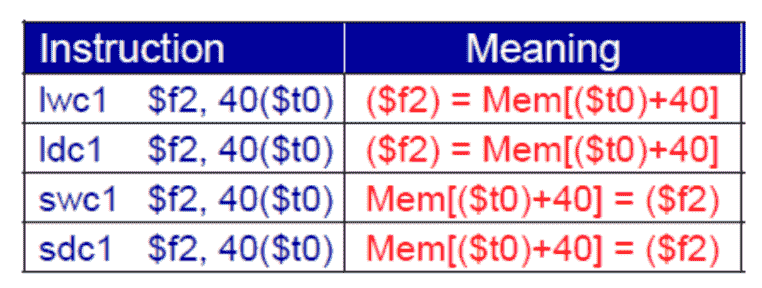 Instruction Meaning
lwc1 $f2, 40($t0) ($f2) = Mem[($t0)+40]
ldc1 $f2, 40($t0) ($f2) = Mem[($t0)+40]
swc1 $f2, 40($t0) Mem[($t0)+40] = ($f2)
sdc1 $f2, 40($t0) Mem[($t0)+40] = ($f2)